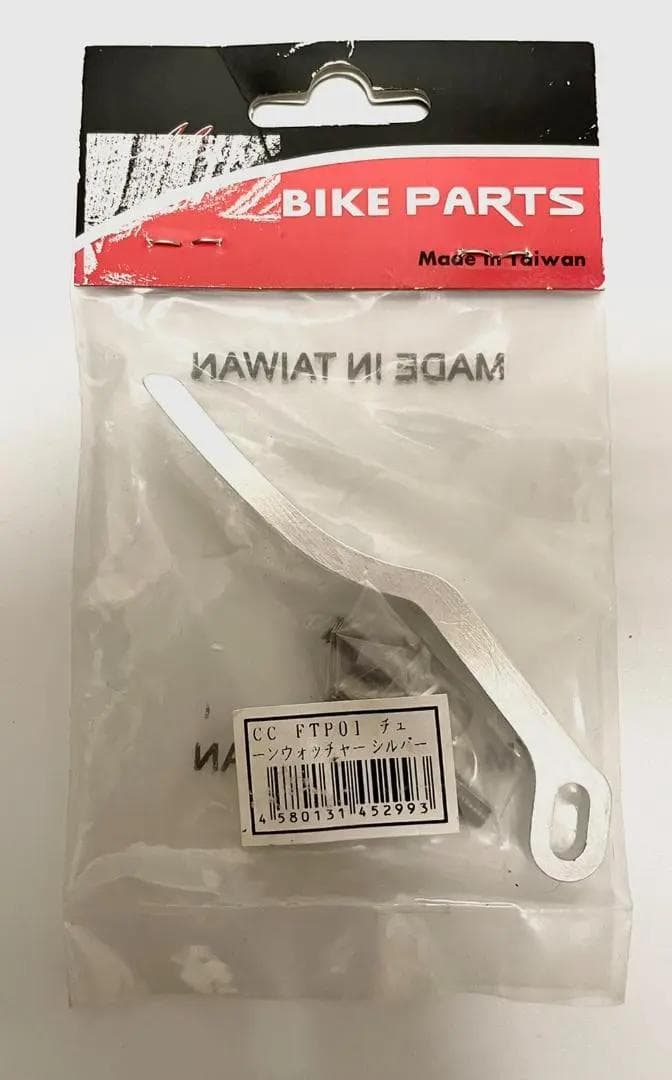 BIKE PARTS
Made in Taiwan
MADE IN TAIWAN
CC FTP01 チェ
ーンウォッチャーシルバー
4 580131 452993